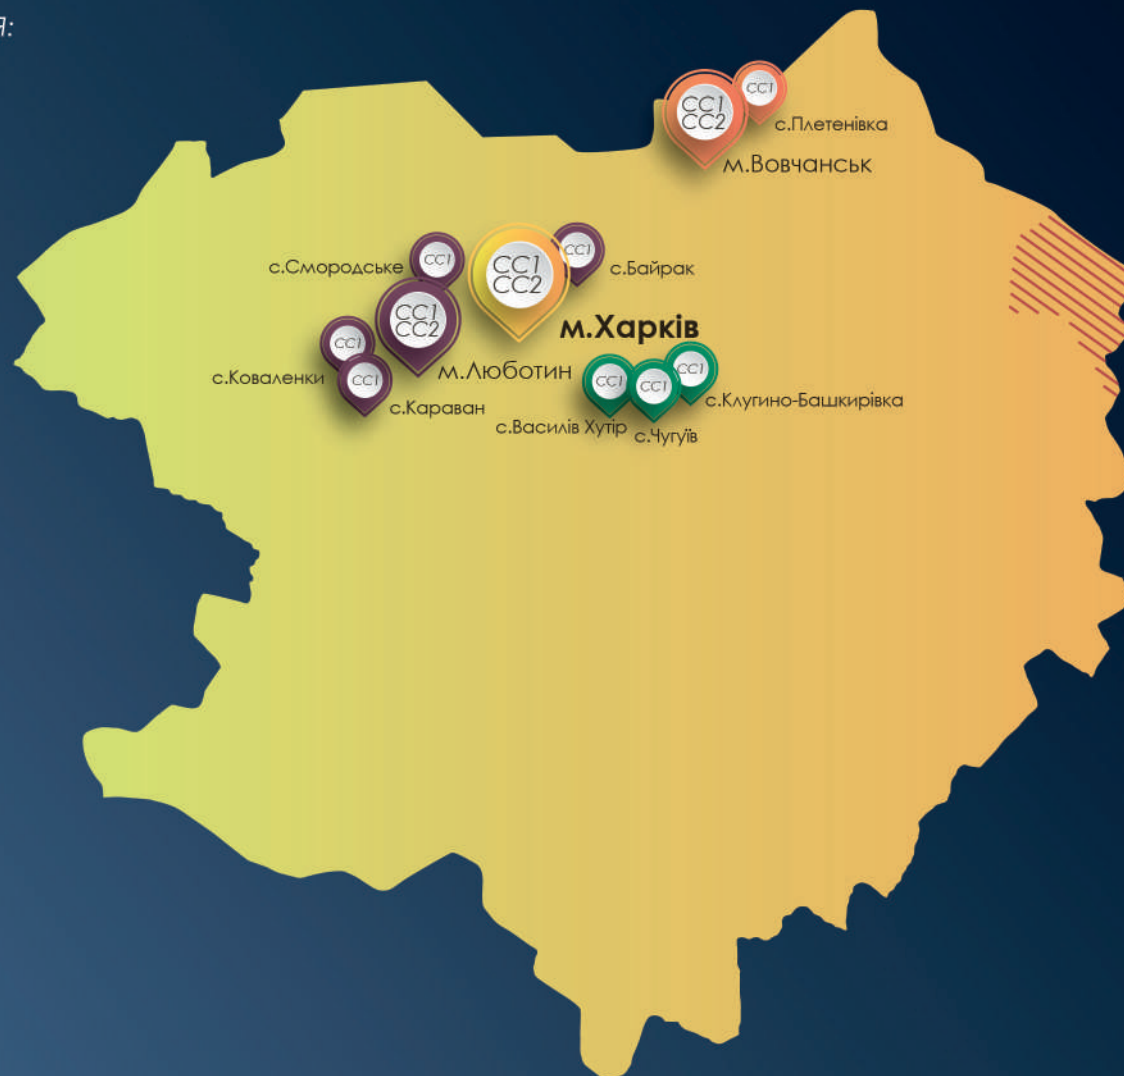 я:
СС1
СС1
СС2
с.Плетенівка
м.Вовчанськ
СС1
с.Смородське
СС1
СС2
СС1
с.Байрак
СС1
СС2
м.Харків
СС1
с.Коваленки
м.Люботин
СС1
с.Караван
СС1
СС1
СС1
с.Клугино-Башкирівка
с.Василів Хутір
с.Чугуїв